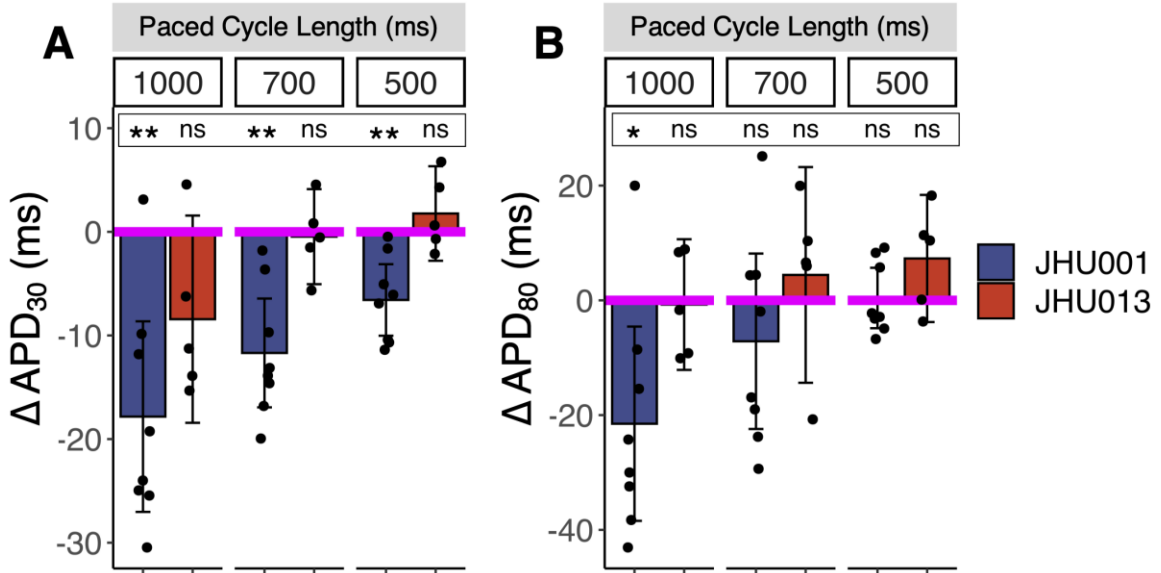 A
Paced Cycle Length (ms)
1000 700 500
** ns ** ns ** ns
10
0
-10
-20
-30
Δ APD30 (ms)
B
Paced Cycle Length (ms)
1000 700 500
* ns ns ns ns ns
20
0
-20
-40
Δ APD80 (ms)
JHU001
JHU013